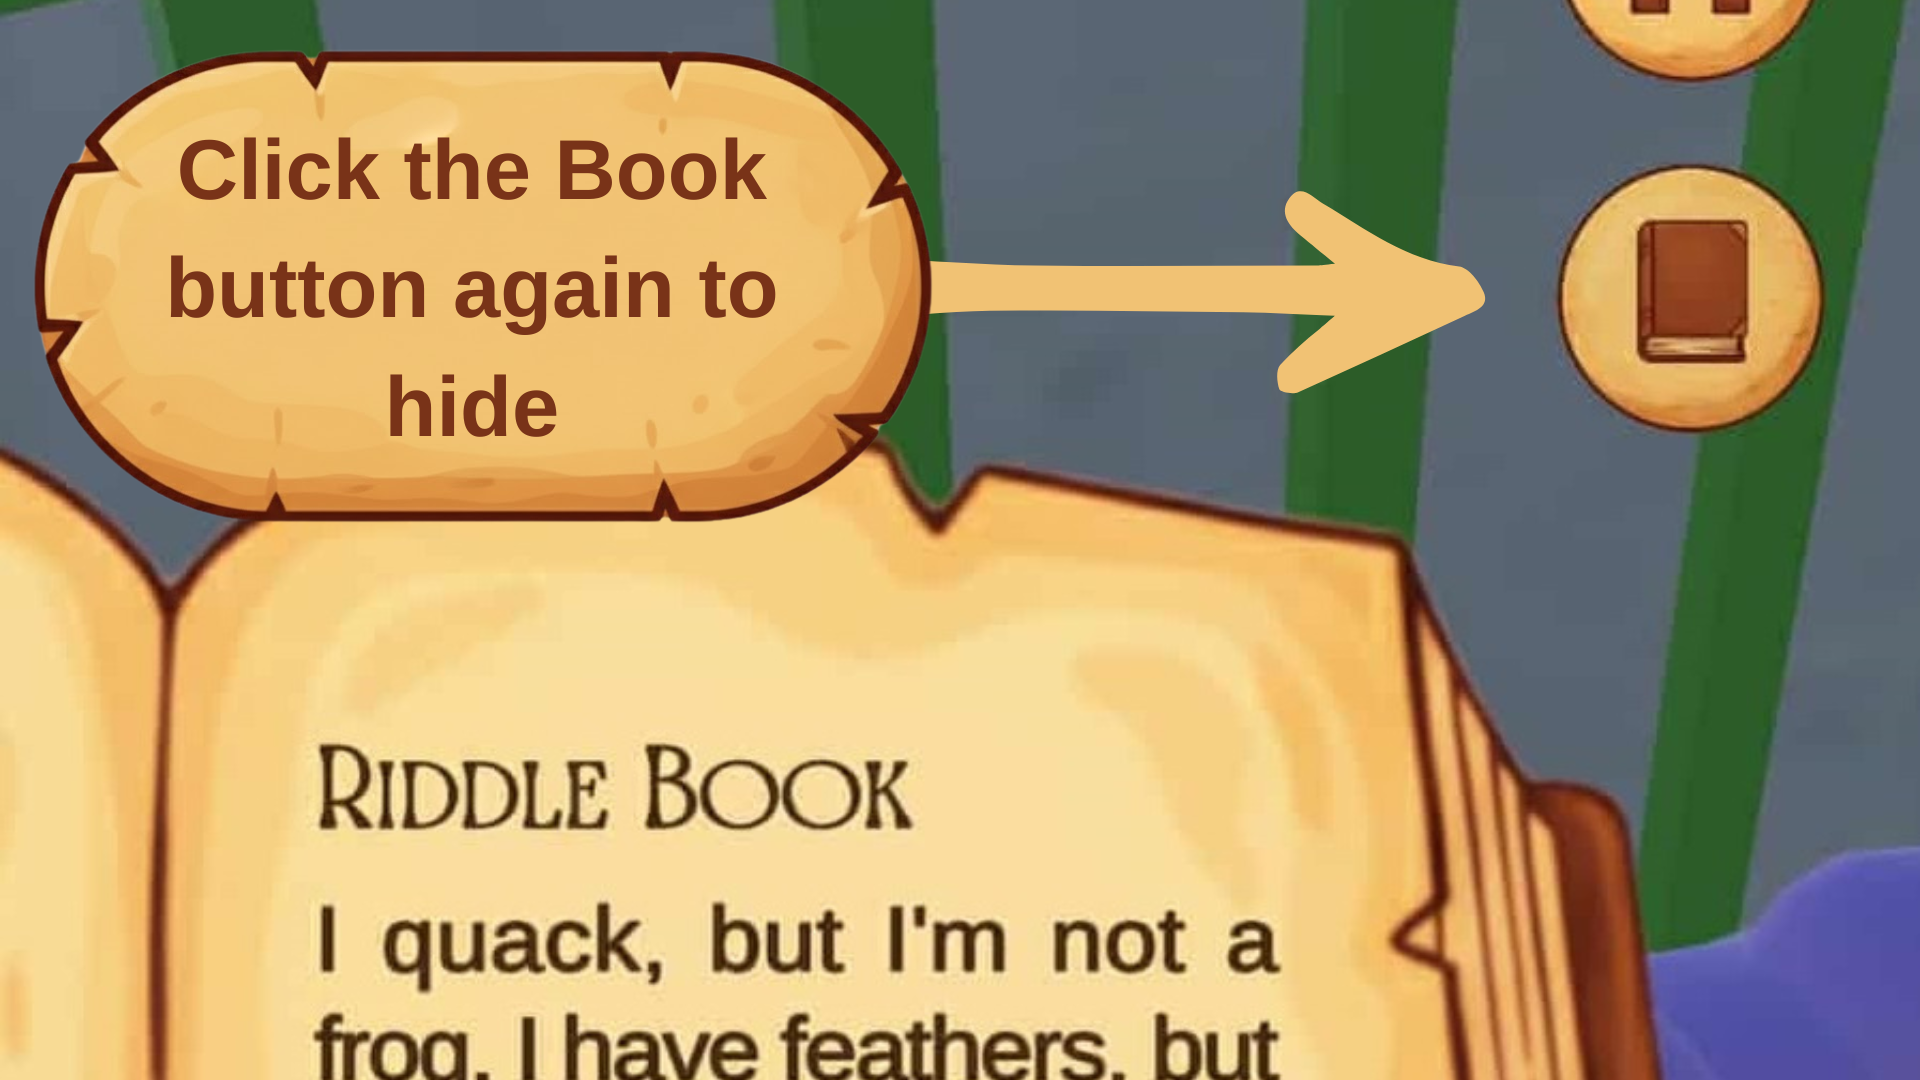 Click the Book
button again to
hide
Riddle Book
I quack, but I'm not a
frog. I have feathers, but